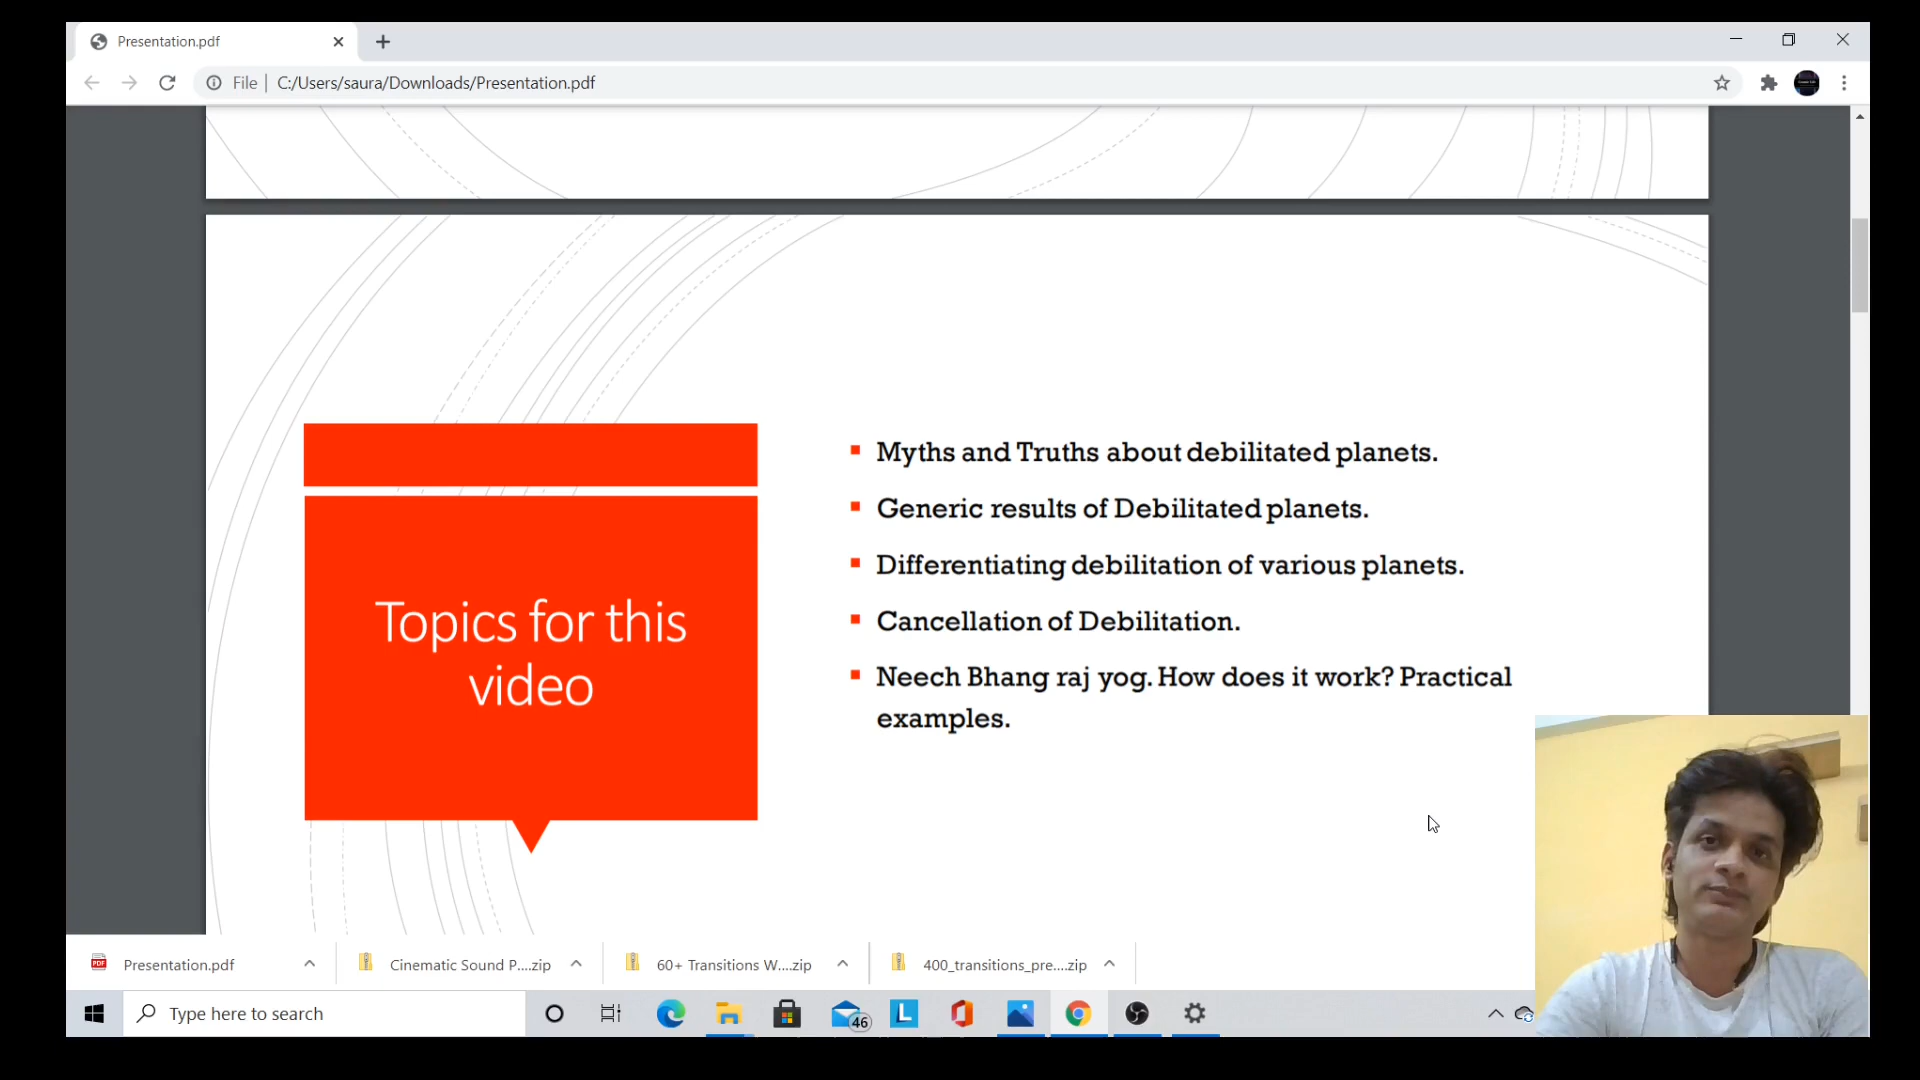 Presentation.pdf
File | C:/Users/saura/Downloads/Presentation.pdf
Topics for this
video
Myths and Truths about debilitated planets.
Generic results of Debilitated planets.
Differentiating debilitation of various planets.
Cancellation of Debilitation.
Neech Bhang raj yog. How does it work? Practical
examples.
Presentation.pdf
Cinematic Sound P....zip
60+ Transitions W....zip
400_transitions_pre....zip
Type here to search
46